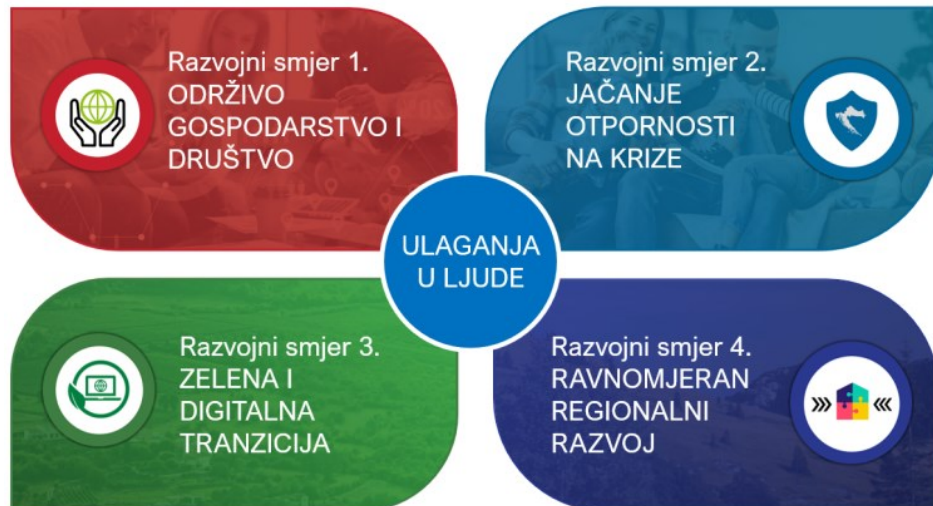 Razvojni smjer 1.
ODRŽIVO
GOSPODARSTVO I
DRUŠTVO
Razvojni smjer 2.
JAČANJE
OTPORNOSTI
NA KRIZE
ULAGANJA
U LJUDE
Razvojni smjer 3.
ZELENA I
DIGITALNA
TRANZICIJA
Razvojni smjer 4.
RAVNOMJERAN
REGIONALNI
RAZVOJ